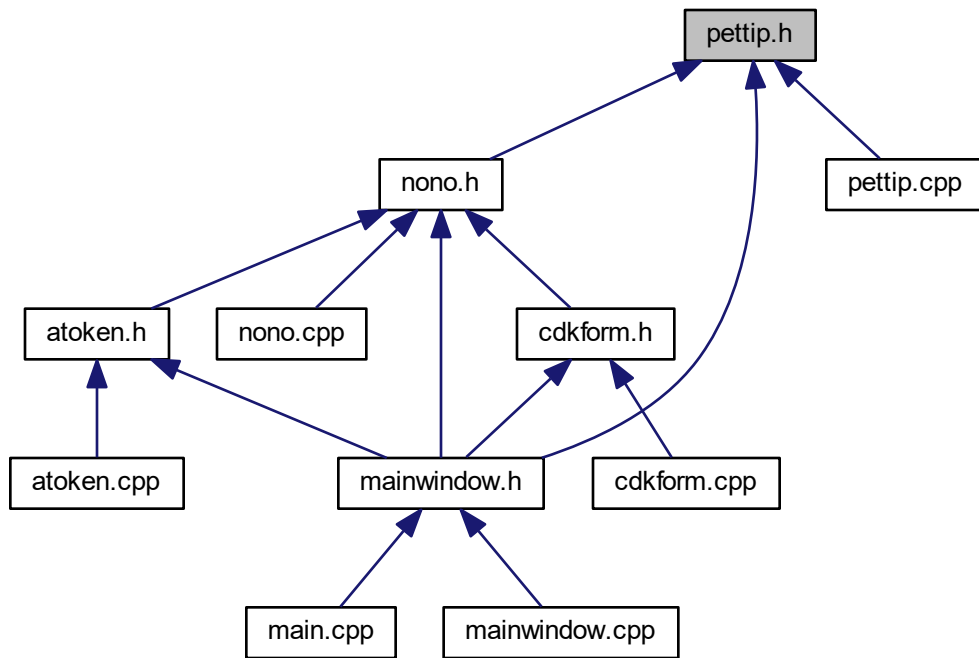 pettip.h
nono.h
pettip.cpp
atoken.h
nono.cpp
cdkform.h
atoken.cpp
mainwindow.h
cdkform.cpp
main.cpp
mainwindow.cpp